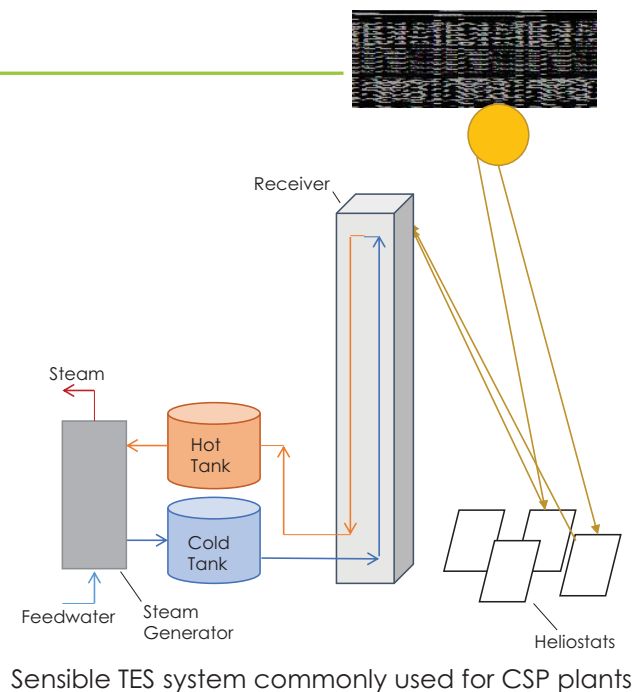 Receiver
Steam
Hot
Tank
Cold
Tank
Feedwater
Steam
Generator
Heliostats
Sensible TES system commonly used for CSP plants